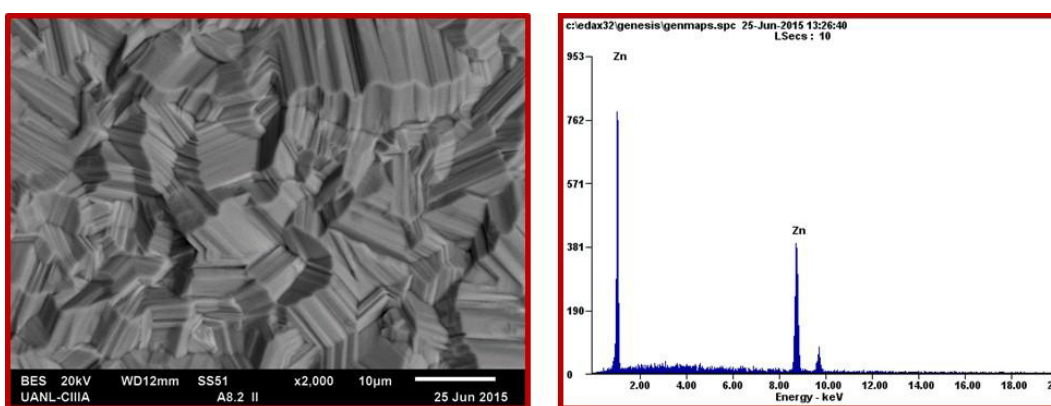 BES 20kV WD12mm SS51 x2,000 10µm
UANL-CIIIA A8.2 II 25 Jun 2015
c:\edax32\genesis\genmaps.spc 25-Jun-2015 13:26:40
LSecs : 10
953
Zn
762
571
381
Zn
190
0
2.00 4.00 6.00 8.00 10.00 12.00 14.00 16.00 18.00 2
Energy - keV